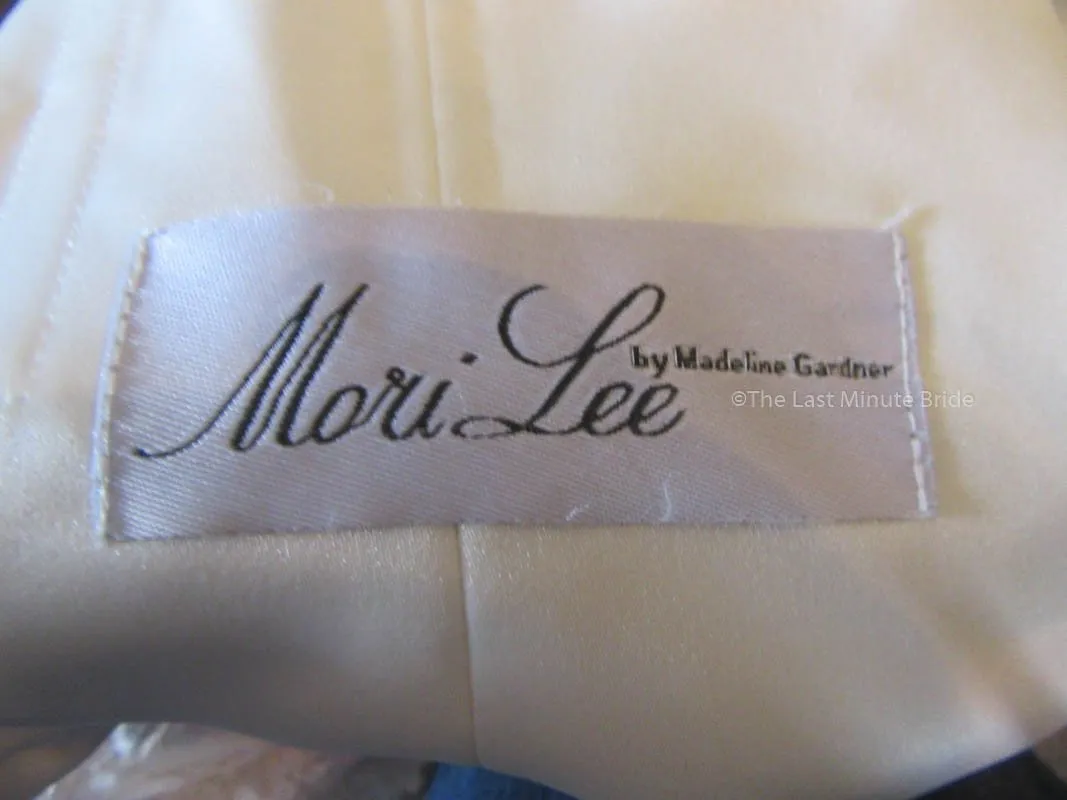 Mori Lee
by Madeline Gardner
©The Last Minute Bride